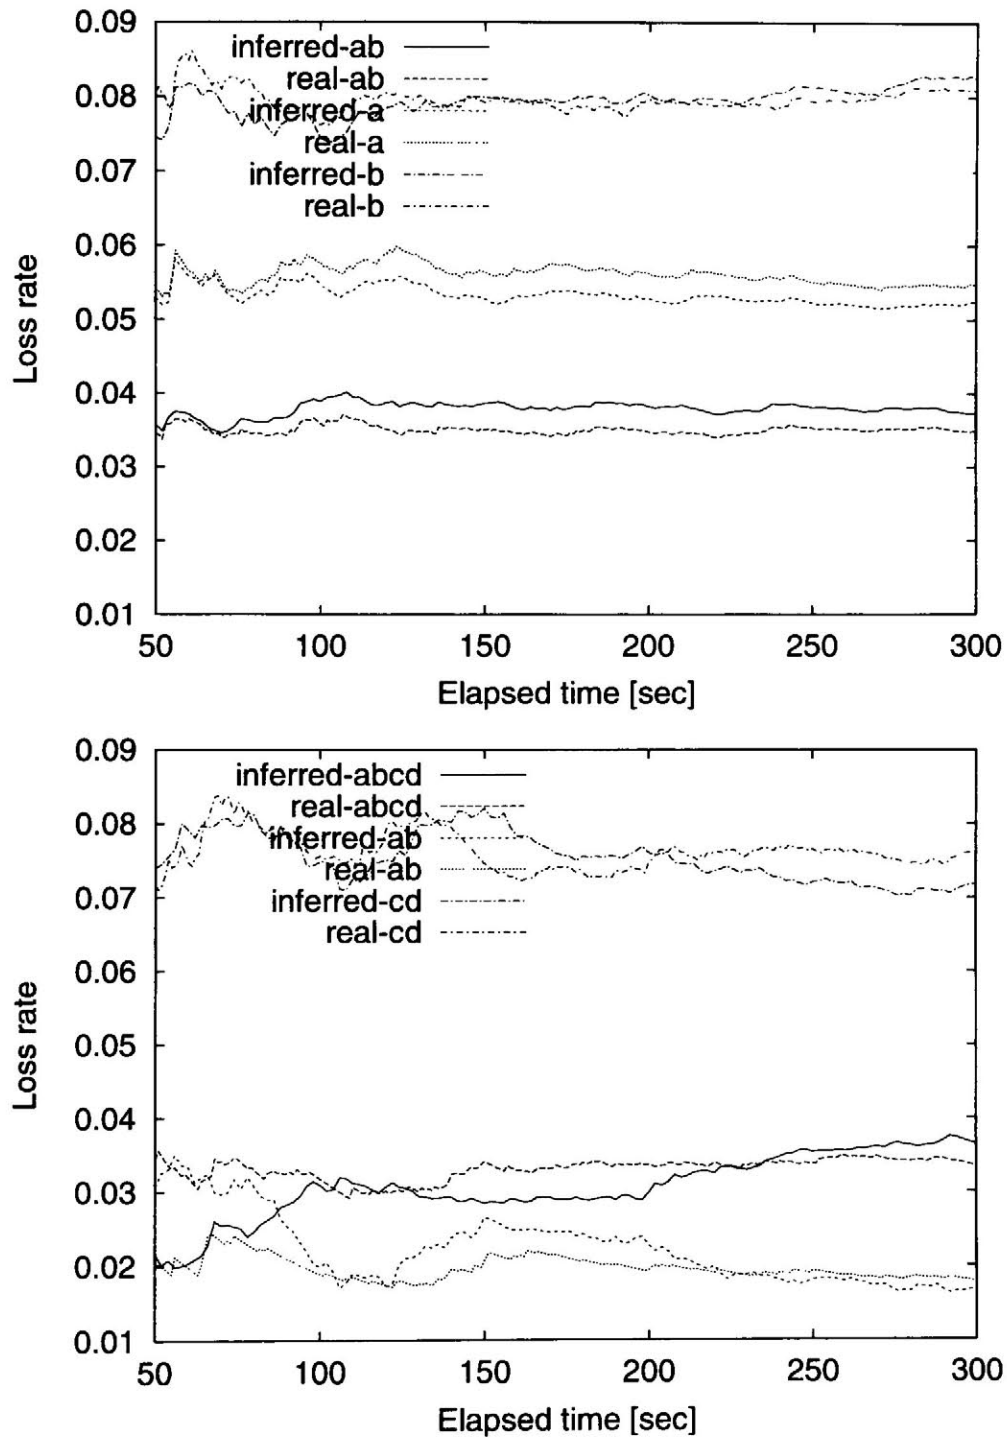 0.09
inferred-ab
real-ab
0.08
inferred-a
real-a
0.07
inferred-b
real-b
0.06
0.05
0.04
0.03
0.02
0.01
Loss rate
50 100 150 200 250 300
Elapsed time [sec]
0.09
inferred-abcd
real-abcd
0.08
inferred-ab
real-ab
0.07
inferred-cd
real-cd
0.06
0.05
0.04
0.03
0.02
0.01
Loss rate
50 100 150 200 250 300
Elapsed time [sec]